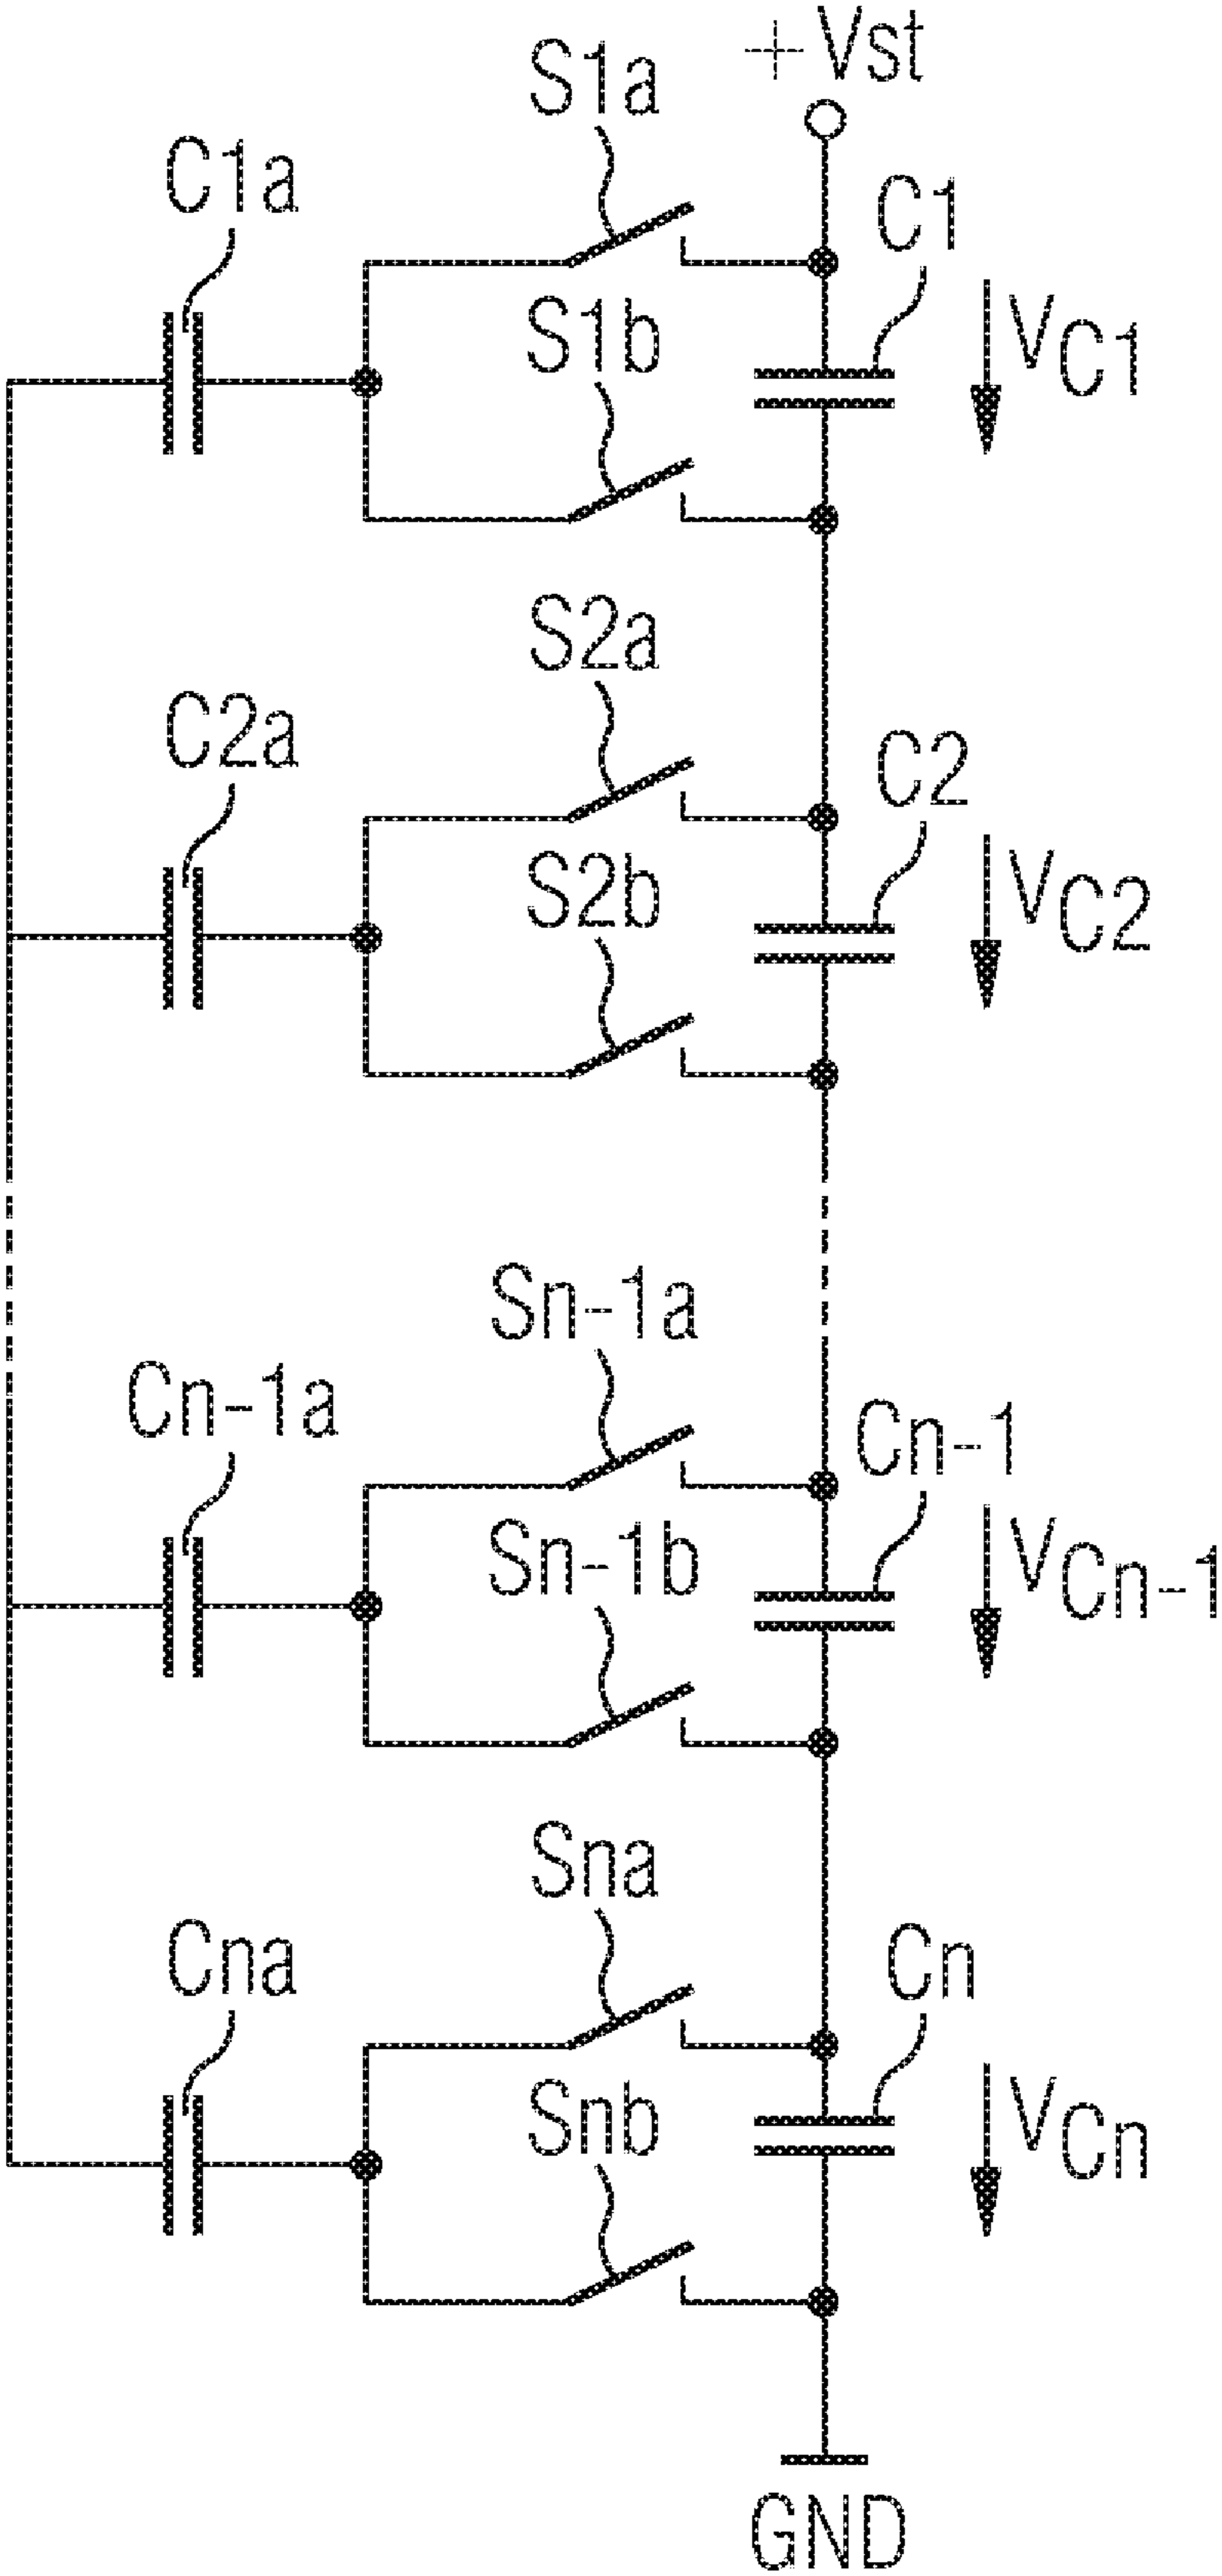 +Vst
S1a
C1a
C1
VC1
S1b
S2a
C2a
C2
VC2
S2b
Sn-1a
Cn-1a
Cn-1
VCn-1
Sn-1b
Sna
Cna
Cn
VCn
Snb
GND